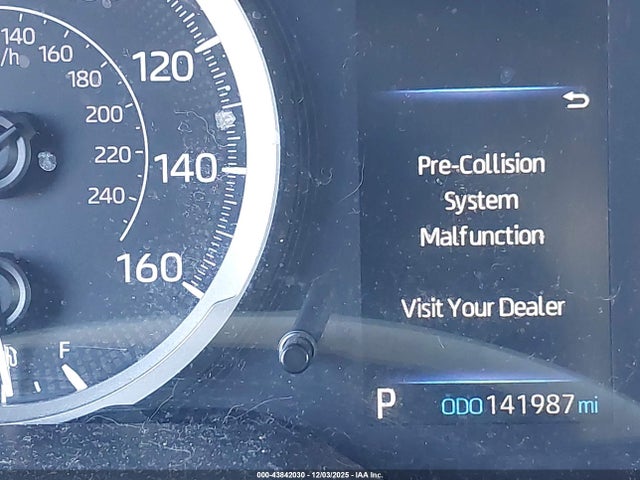 140
/h
160
180
200
220
240
120
140
160
F
Pre-Collision
System
Malfunction
Visit Your Dealer
P
ODO 141987 mi
000-43842030 - 12/03/2025 - IAA Inc.